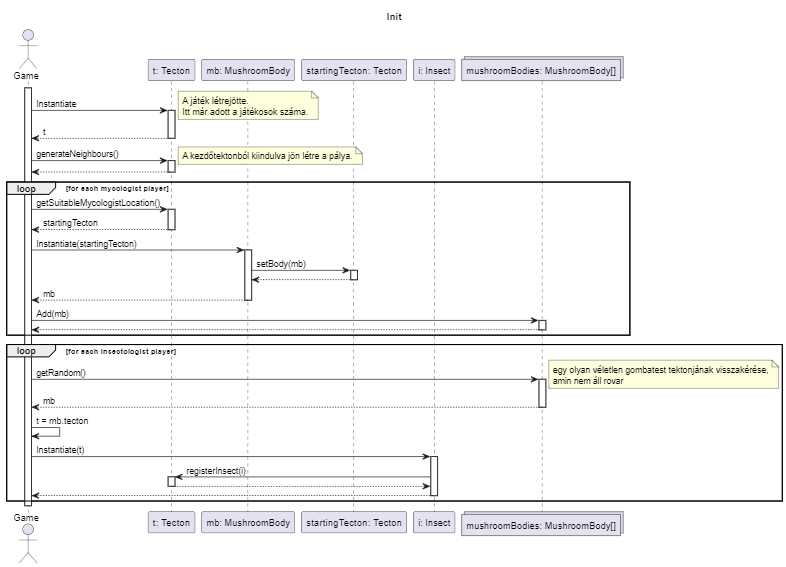 Init
Game
t: Tecton
mb: MushroomBody
startingTecton: Tecton
i: Insect
mushroomBodies: MushroomBody[]
Instantiate
A játék létrejötte.
Itt már adott a játékosok száma.
t
generateNeighbours()
A kezdőtektonból kiindulva jön létre a pálya.
loop
[for each mycologist player]
getSuitableMycologistLocation()
startingTecton
Instantiate(startingTecton)
setBody(mb)
mb
Add(mb)
loop
[for each insectologist player]
getRandom()
egy olyan véletlen gombatest tektonjának visszakérése,
amin nem áll rovar
mb
t = mb.tecton
Instantiate(t)
registerInsect(i)
Game
t: Tecton
mb: MushroomBody
startingTecton: Tecton
i: Insect
mushroomBodies: MushroomBody[]